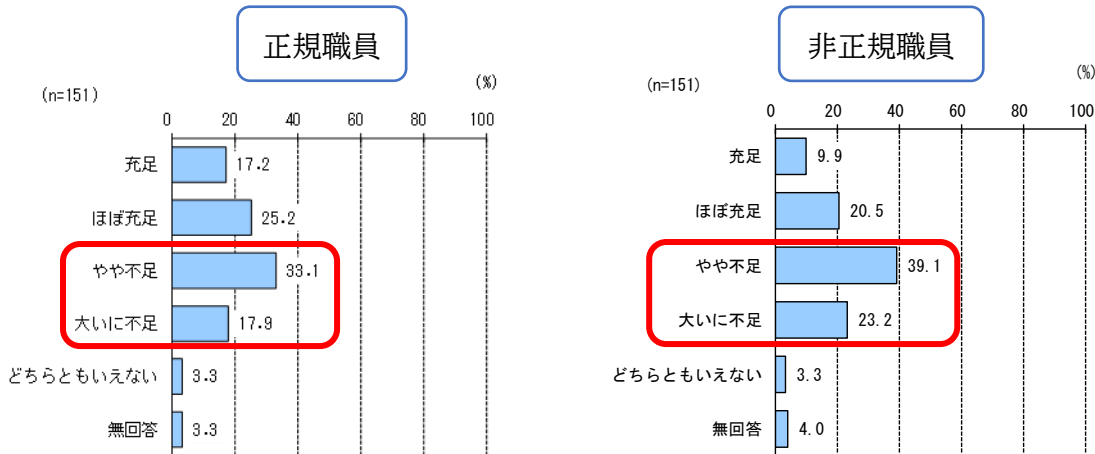 正規職員
(n=151)
(%)
0 20 40 60 80 100
充足 17.2
ほぼ充足 25.2
やや不足 33.1
大いに不足 17.9
どちらともいえない 3.3
無回答 3.3
非正規職員
(n=151)
(%)
0 20 40 60 80 100
充足 9.9
ほぼ充足 20.5
やや不足 39.1
大いに不足 23.2
どちらともいえない 3.3
無回答 4.0